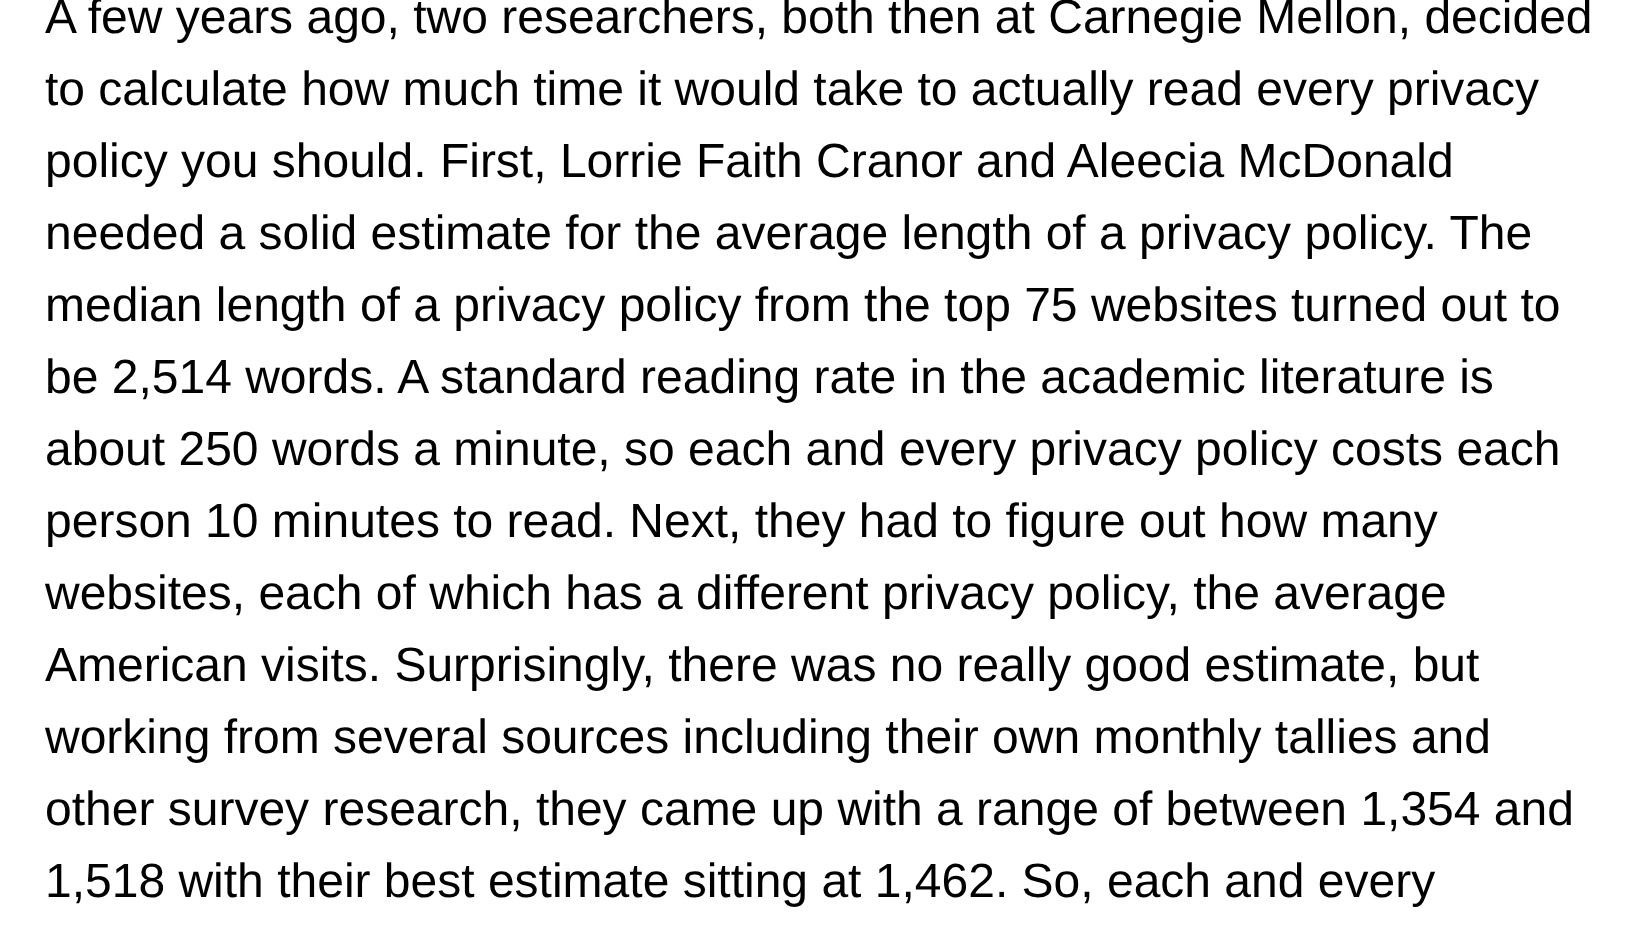 A few years ago, two researchers, both then at Carnegie Mellon, decided
to calculate how much time it would take to actually read every privacy
policy you should. First, Lorrie Faith Cranor and Aleecia McDonald
needed a solid estimate for the average length of a privacy policy. The
median length of a privacy policy from the top 75 websites turned out to
be 2,514 words. A standard reading rate in the academic literature is
about 250 words a minute, so each and every privacy policy costs each
person 10 minutes to read. Next, they had to figure out how many
websites, each of which has a different privacy policy, the average
American visits. Surprisingly, there was no really good estimate, but
working from several sources including their own monthly tallies and
other survey research, they came up with a range of between 1,354 and
1,518 with their best estimate sitting at 1,462. So, each and every